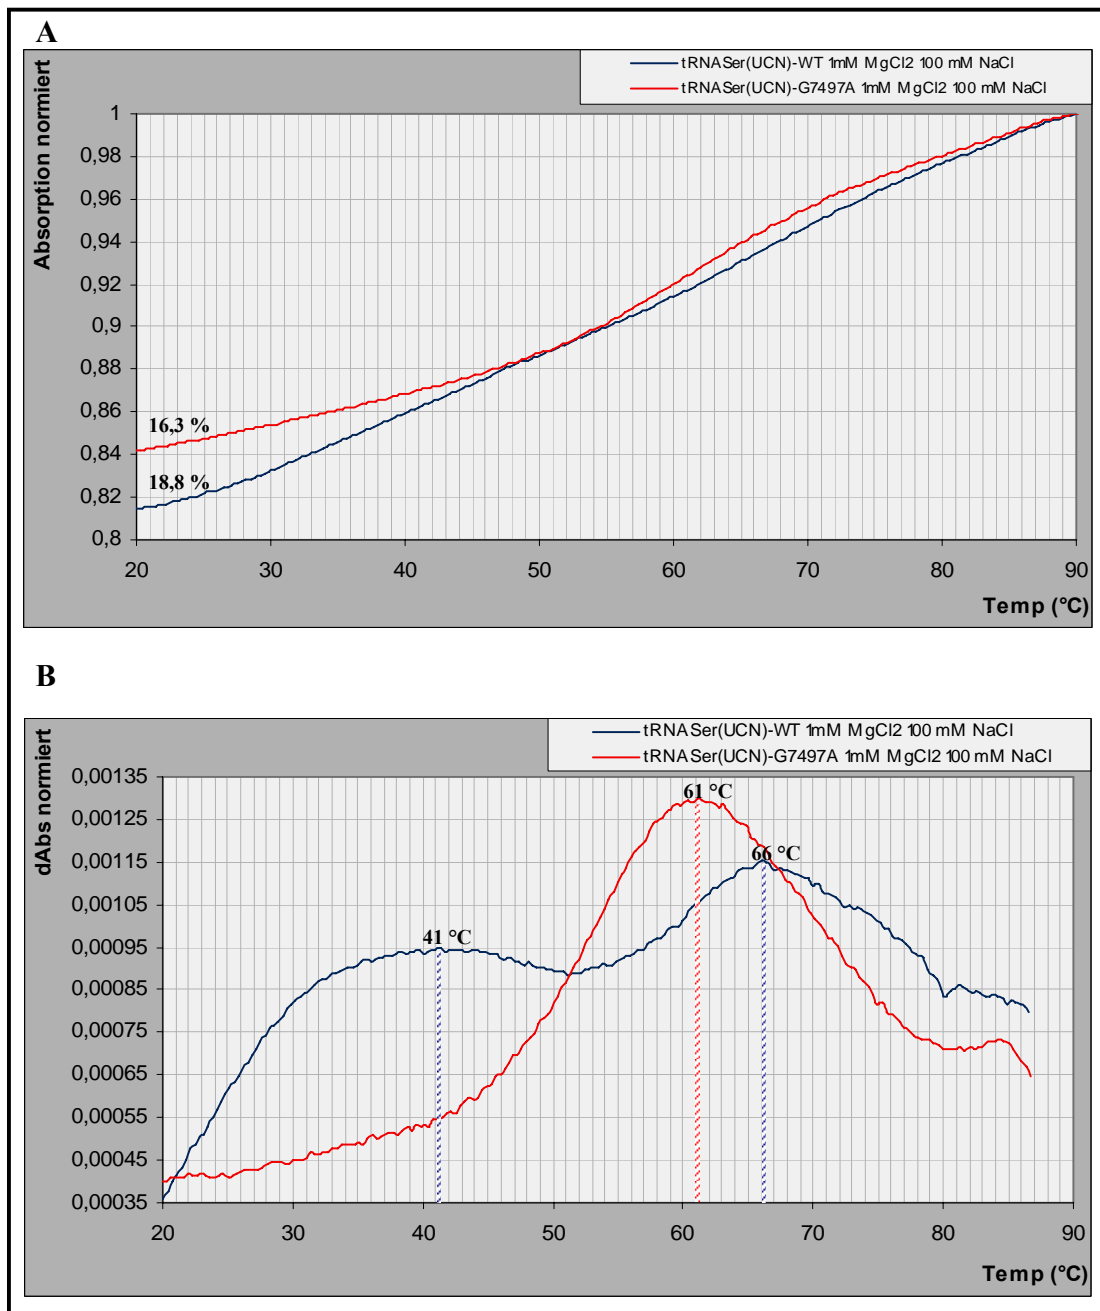 A
tRNASer(UCN)-WT 1mM MgCl2 100 mM NaCl
tRNASer(UCN)-G7497A 1mM MgCl2 100 mM NaCl
Absorption normiert
1
0,98
0,96
0,94
0,92
0,9
0,88
0,86
0,84
0,82
0,8
16,3 %
18,8 %
20 30 40 50 60 70 80 90
Temp (°C)
B
tRNASer(UCN)-WT 1mM MgCl2 100 mM NaCl
tRNASer(UCN)-G7497A 1mM MgCl2 100 mM NaCl
dAbs normiert
0,00135
0,00125
0,00115
0,00105
0,00095
0,00085
0,00075
0,00065
0,00055
0,00045
0,00035
61 °C
66 °C
41 °C
20 30 40 50 60 70 80 90
Temp (°C)